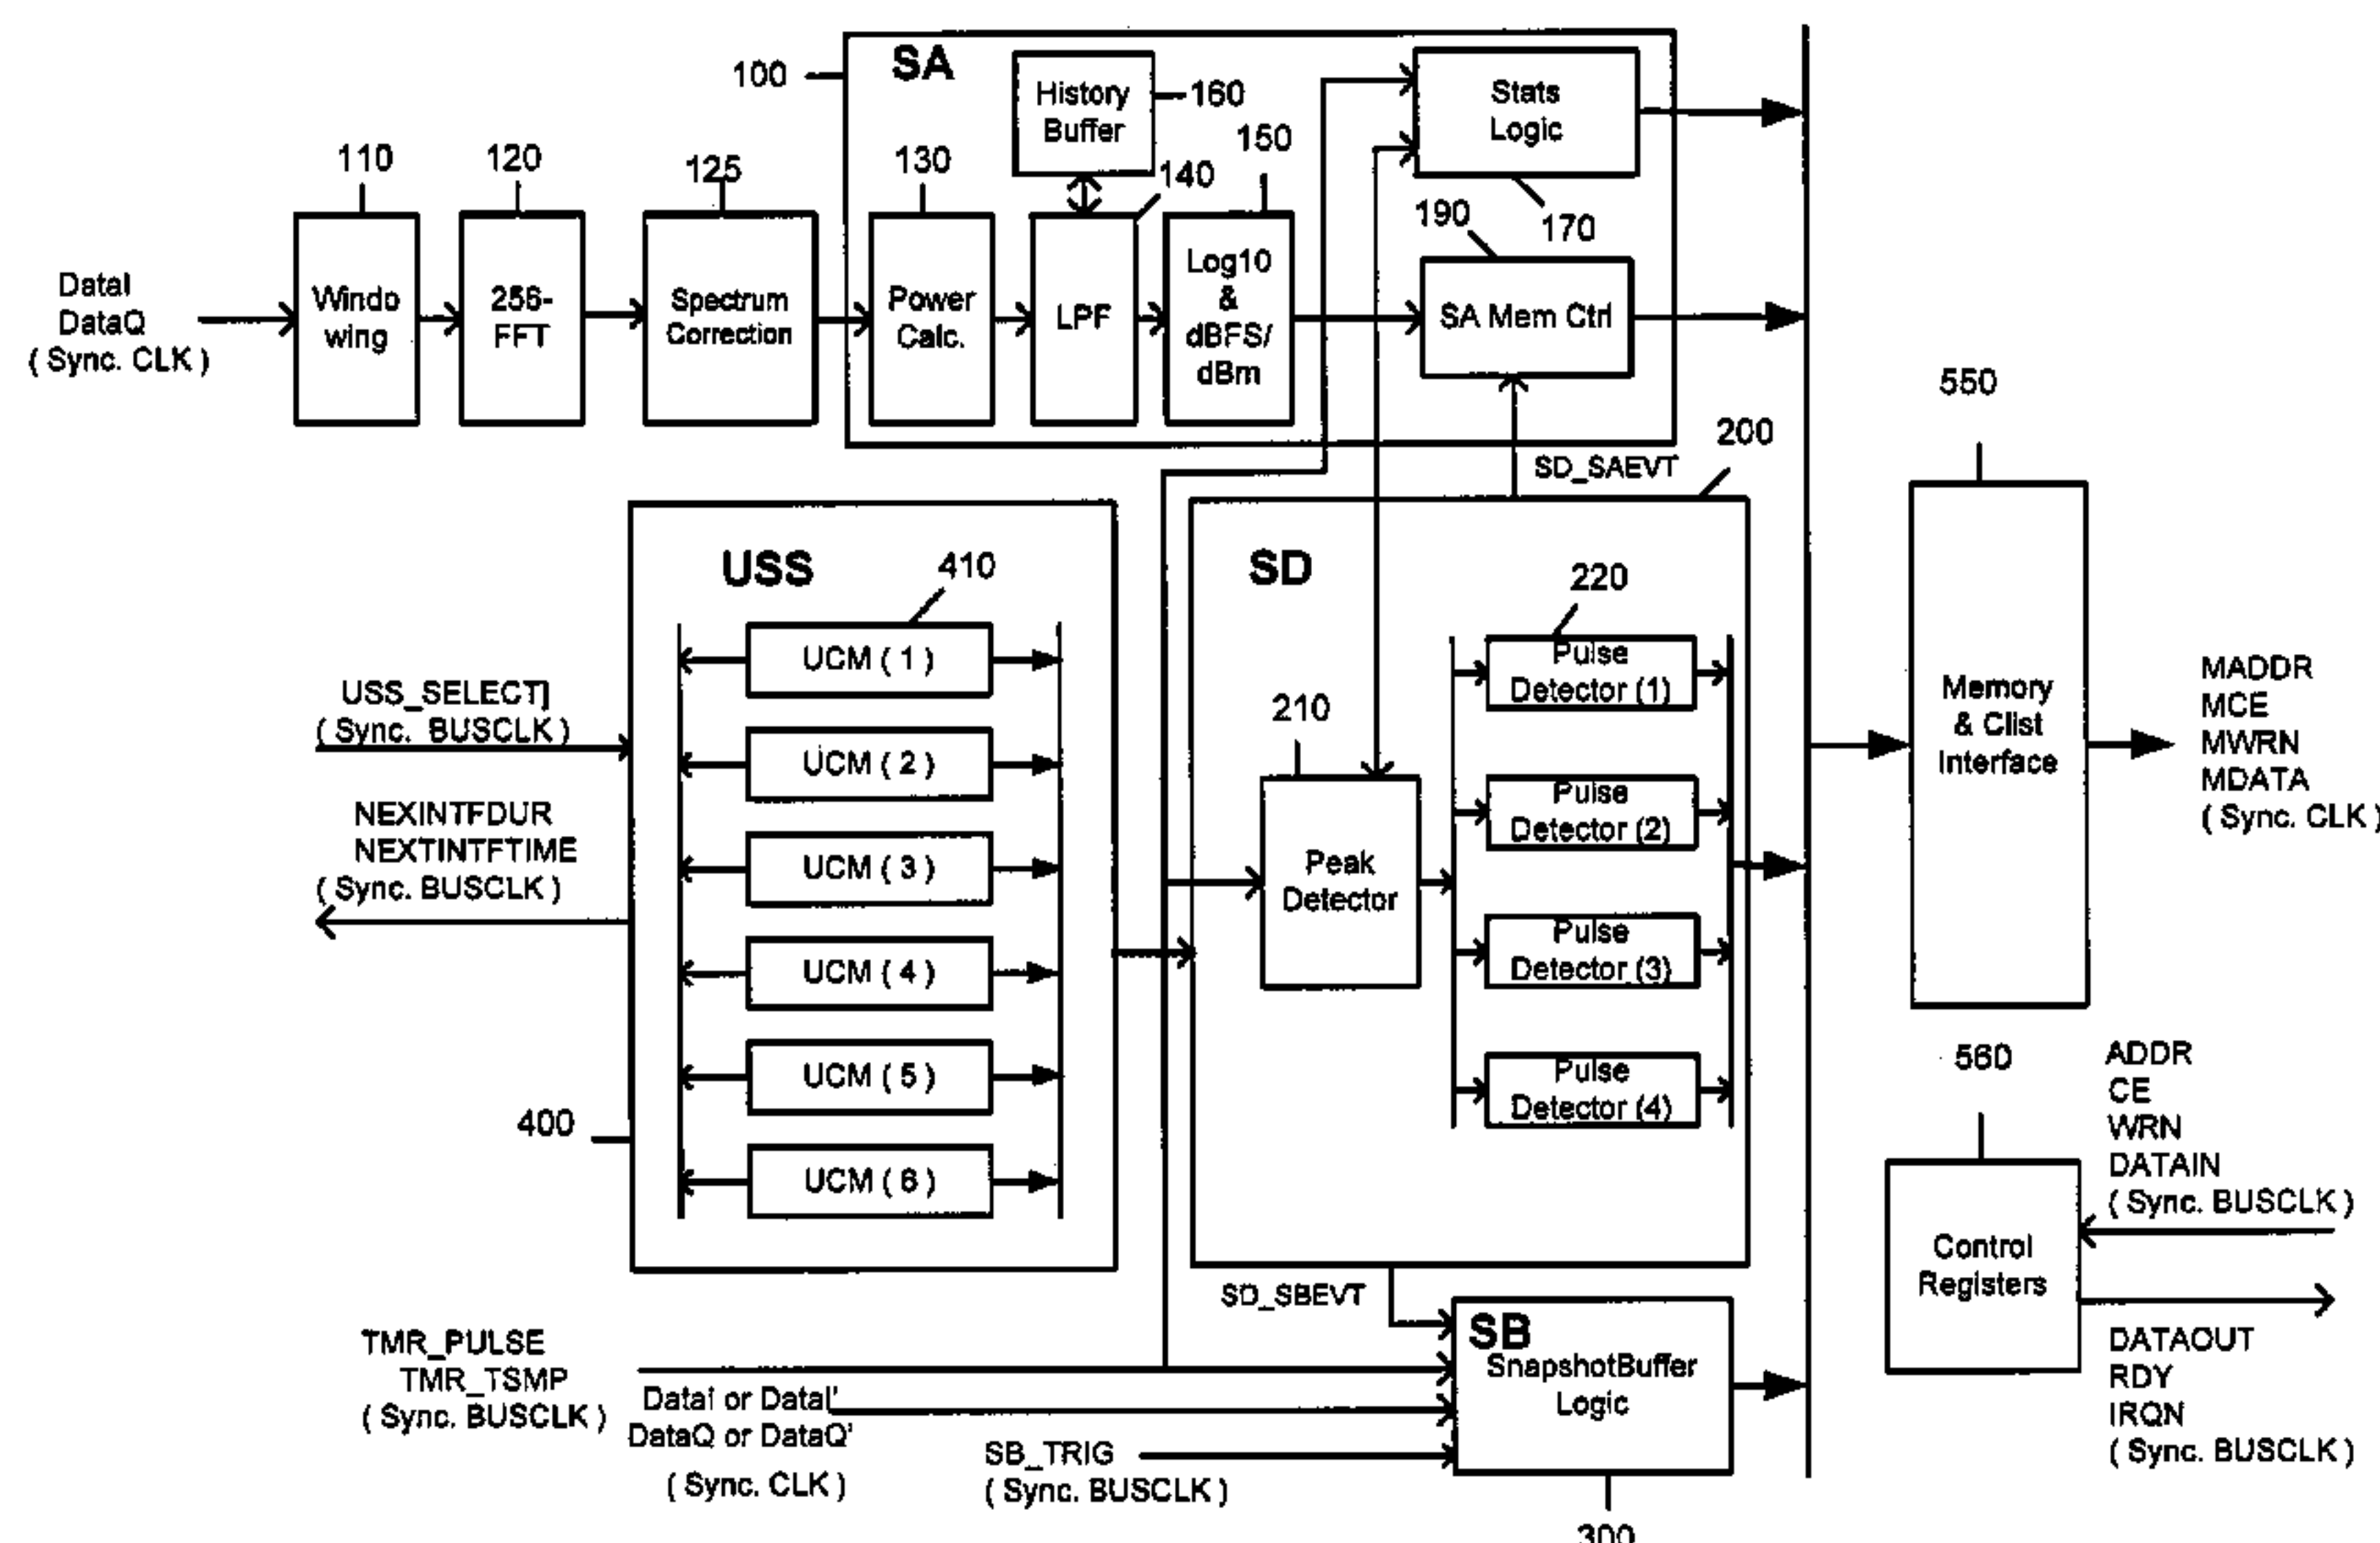 SA
100
History
Buffer
160
Stats
Logic
170
110
120
125
130
140
150
190
DataI
DataQ
( Sync. CLK )
Windo
wing
256-
FFT
Spectrum
Correction
Power
Calc.
LPF
Log10
&
dBFS/
dBm
SA Mem Ctrl
SD_SAEVT
200
550
USS
410
UCM ( 1 )
UCM ( 2 )
UCM ( 3 )
UCM ( 4 )
UCM ( 5 )
UCM ( 6 )
400
USS_SELECT]
( Sync. BUSCLK )
NEXINTFDUR
NEXTINTFTIME
( Sync. BUSCLK )
SD
220
210
Peak
Detector
Pulse
Detector (1)
Pulse
Detector (2)
Pulse
Detector (3)
Pulse
Detector (4)
Memory
& Clist
Interface
MADDR
MCE
MWRN
MDATA
( Sync. CLK )
560
ADDR
CE
WRN
DATAIN
( Sync. BUSCLK )
Control
Registers
DATAOUT
RDY
IRQN
( Sync. BUSCLK )
SD_SBEVT
SB
SnapshotBuffer
Logic
300
TMR_PULSE
TMR_TSMP
( Sync. BUSCLK )
DataI or DataI'
DataQ or DataQ'
( Sync. CLK )
SB_TRIG
( Sync. BUSCLK )